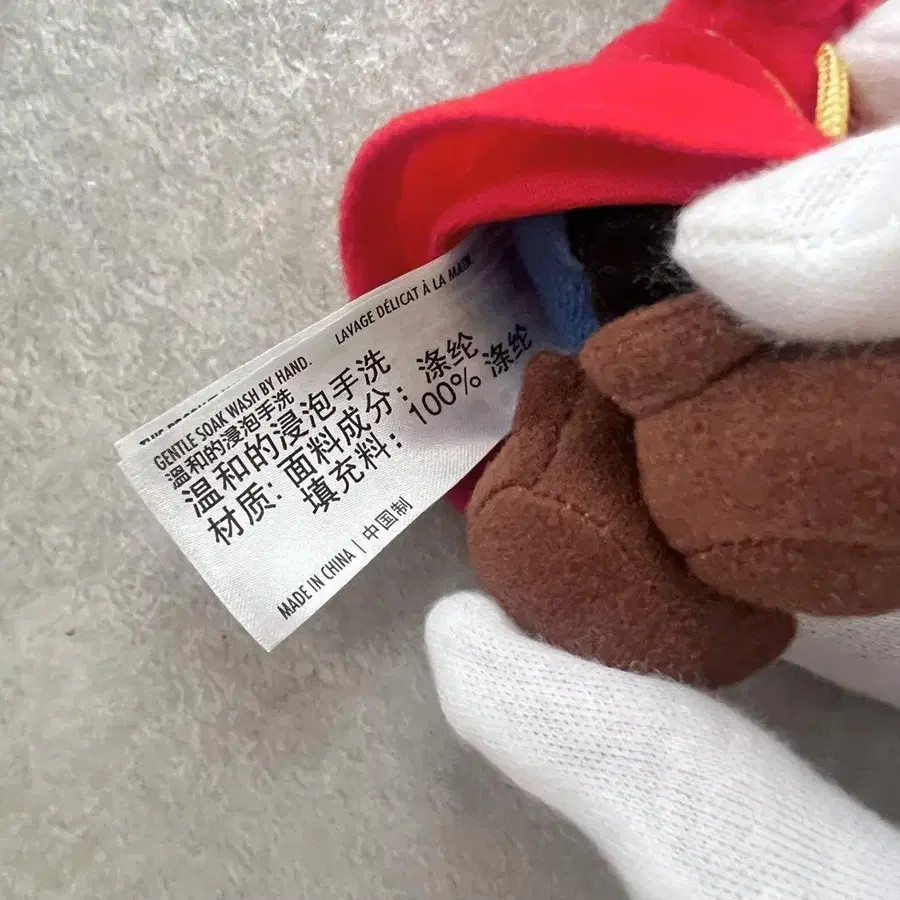 GENTLE SOAK WASH BY HAND. LAVAGE DÉLICAT À LA MAIN.
溫和的浸泡手洗
温和的浸泡手洗
材质: 面料成分: 涤纶
填充料: 100% 涤纶
MADE IN CHINA | 中国制